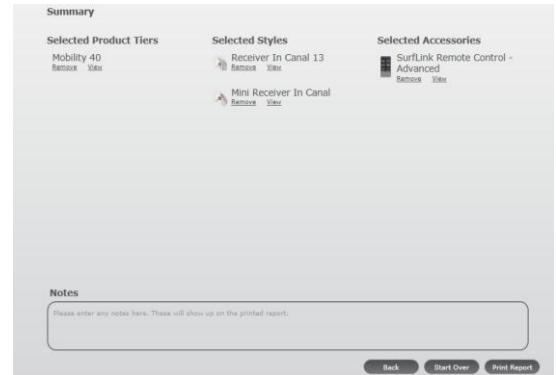 Summary
Selected Product Tiers
Mobility 40
Remove View
Selected Styles
Receiver In Canal 13
Remove View
Mini Receiver In Canal
Remove View
Selected Accessories
SurfLink Remote Control -
Advanced
Remove View
Notes
Please enter any notes here. These will show up on the printed report.
Back Start Over Print Report